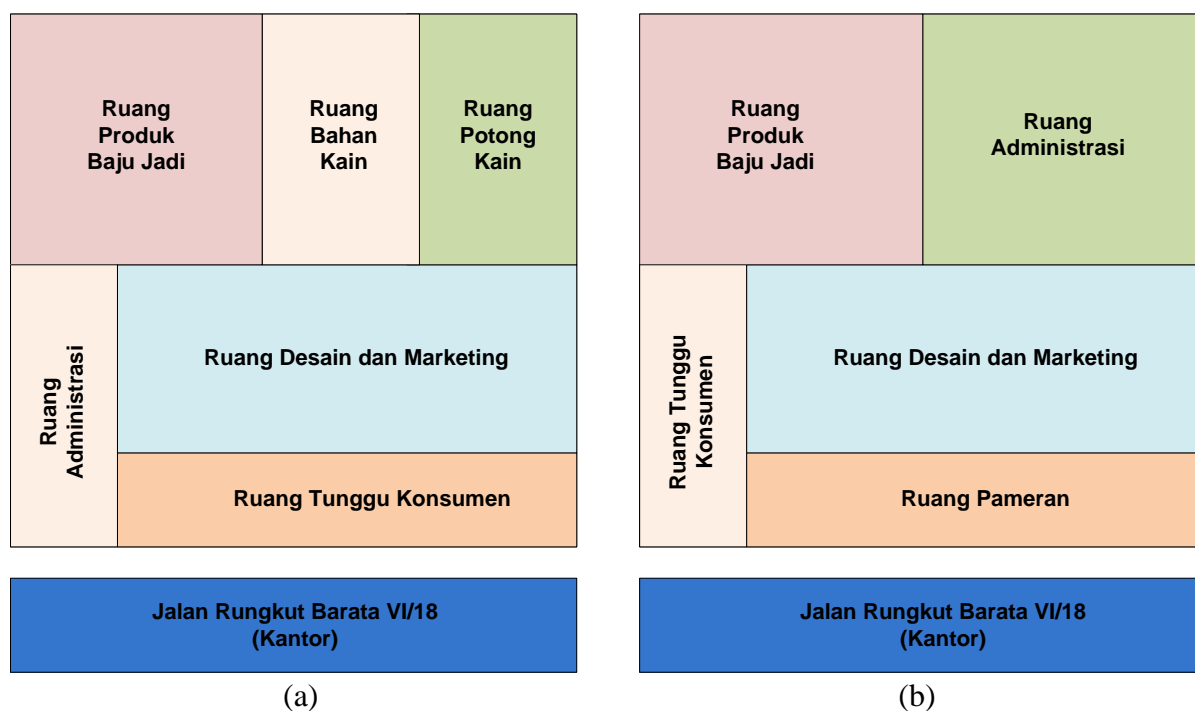 Ruang
Produk
Baju Jadi
Ruang
Bahan
Kain
Ruang
Potong
Kain
Ruang
Administrasi
Ruang Desain dan Marketing
Ruang Tunggu Konsumen
Jalan Rungkut Barata VI/18
(Kantor)
(a)
Ruang
Produk
Baju Jadi
Ruang
Administrasi
Ruang Tunggu
Konsumen
Ruang Desain dan Marketing
Ruang Pameran
Jalan Rungkut Barata VI/18
(Kantor)
(b)